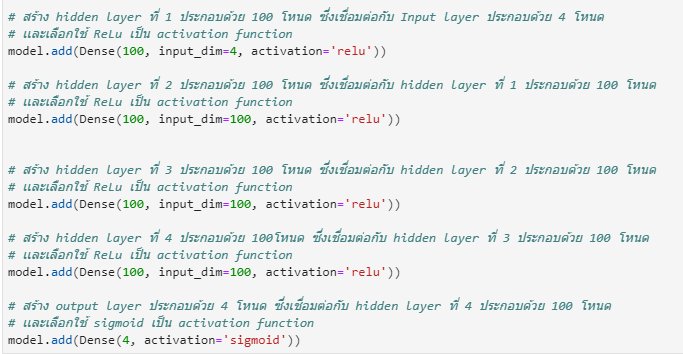 # สร้าง hidden layer ที่ 1 ประกอบด้วย 100 โหนด ซึ่งเชื่อมต่อกับ Input layer ประกอบด้วย 4 โหนด
# และเลือกใช้ ReLu เป็น activation function
model.add(Dense(100, input_dim=4, activation='relu'))
# สร้าง hidden layer ที่ 2 ประกอบด้วย 100 โหนด ซึ่งเชื่อมต่อกับ hidden layer ที่ 1 ประกอบด้วย 100 โหนด
# และเลือกใช้ ReLu เป็น activation function
model.add(Dense(100, input_dim=100, activation='relu'))
# สร้าง hidden layer ที่ 3 ประกอบด้วย 100 โหนด ซึ่งเชื่อมต่อกับ hidden layer ที่ 2 ประกอบด้วย 100 โหนด
# และเลือกใช้ ReLu เป็น activation function
model.add(Dense(100, input_dim=100, activation='relu'))
# สร้าง hidden layer ที่ 4 ประกอบด้วย 100โหนด ซึ่งเชื่อมต่อกับ hidden layer ที่ 3 ประกอบด้วย 100 โหนด
# และเลือกใช้ ReLu เป็น activation function
model.add(Dense(100, input_dim=100, activation='relu'))
# สร้าง output layer ประกอบด้วย 4 โหนด ซึ่งเชื่อมต่อกับ hidden layer ที่ 4 ประกอบด้วย 100 โหนด
# และเลือกใช้ sigmoid เป็น activation function
model.add(Dense(4, activation='sigmoid'))